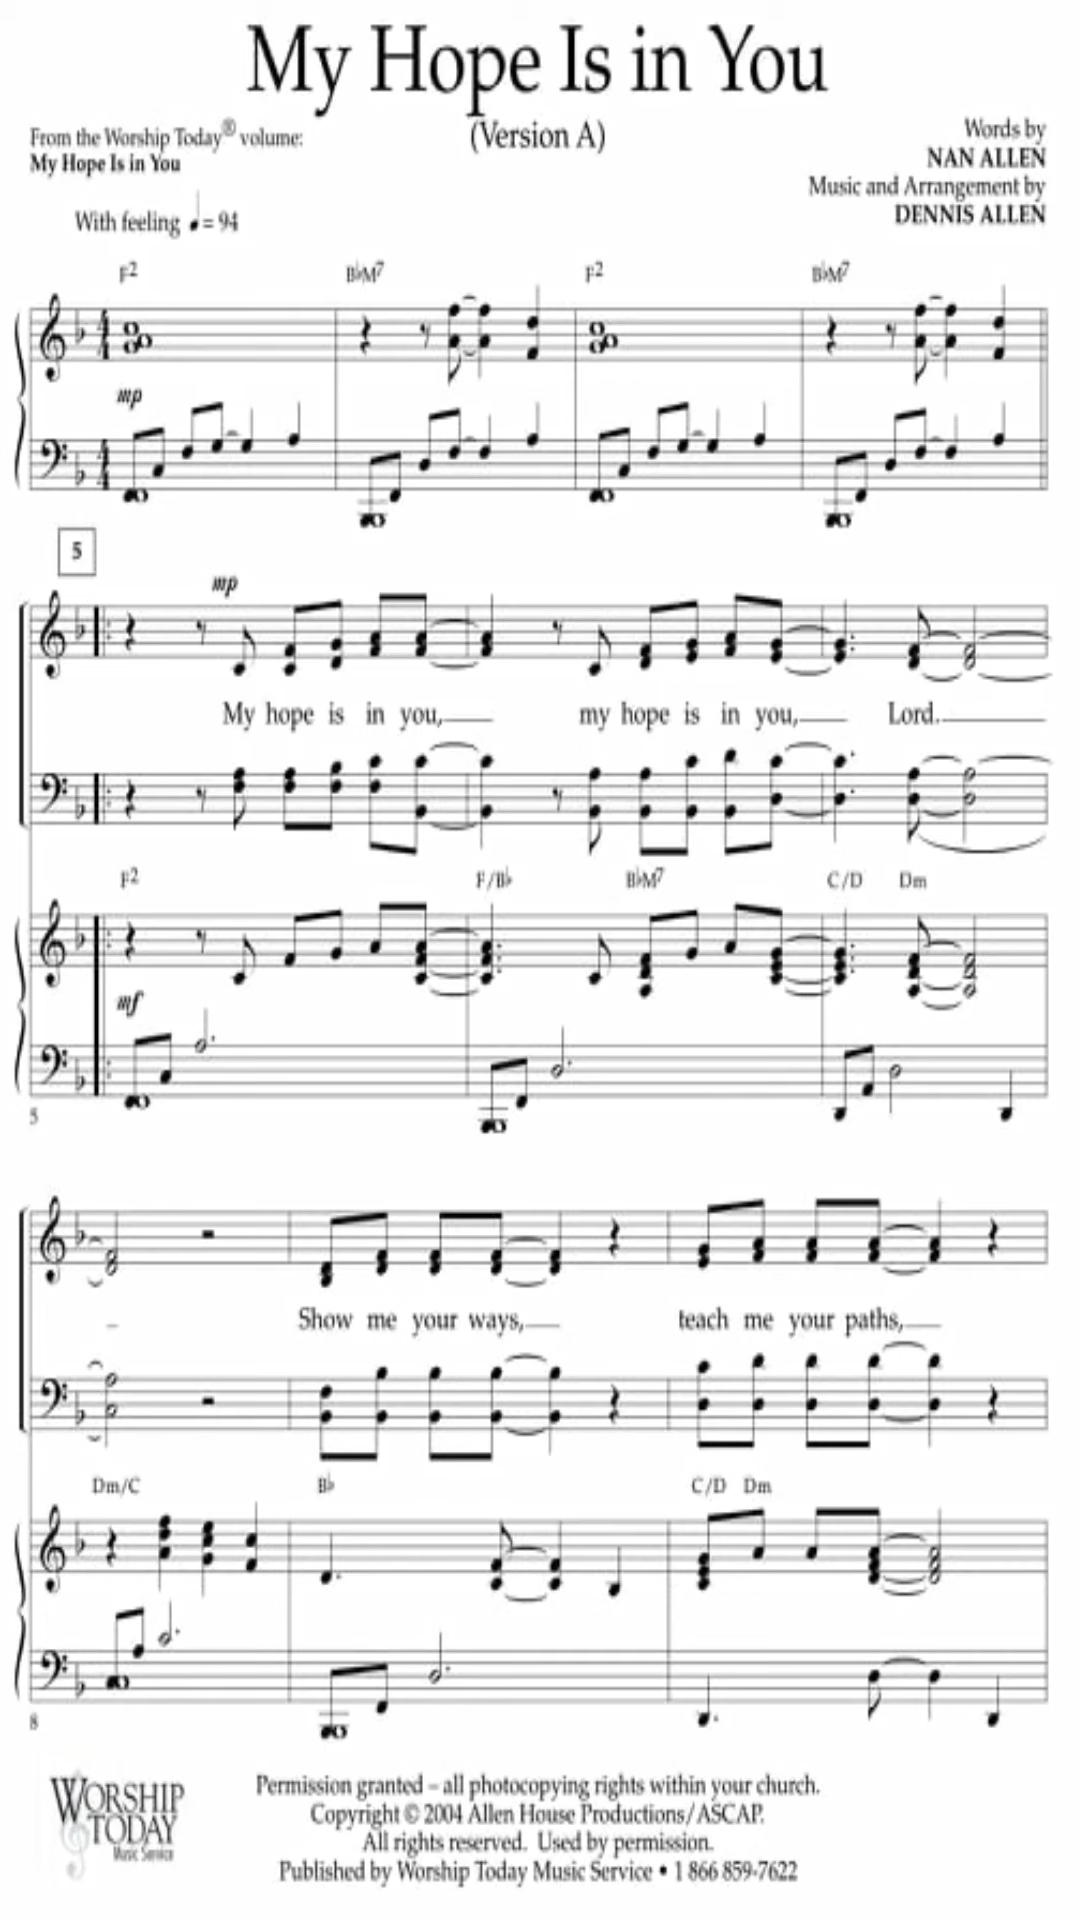 My Hope Is in You
(Version A)
From the Worship Today® volume:
My Hope Is in You
Words by
NAN ALLEN
Music and Arrangement by
DENNIS ALLEN
With feeling ♩= 94
F2 B♭M7 F2 B♭M7
mp
5
mp
My hope is in you, my hope is in you, Lord.
F2 F/B♭ B♭M7 C/D Dm
mf
5
Show me your ways, teach me your paths,
Dm/C B♭ C/D Dm
8
WORSHIP
TODAY
Music Service
Permission granted – all photocopying rights within your church.
Copyright © 2004 Allen House Productions/ASCAP.
All rights reserved. Used by permission.
Published by Worship Today Music Service • 1 866 859-7622